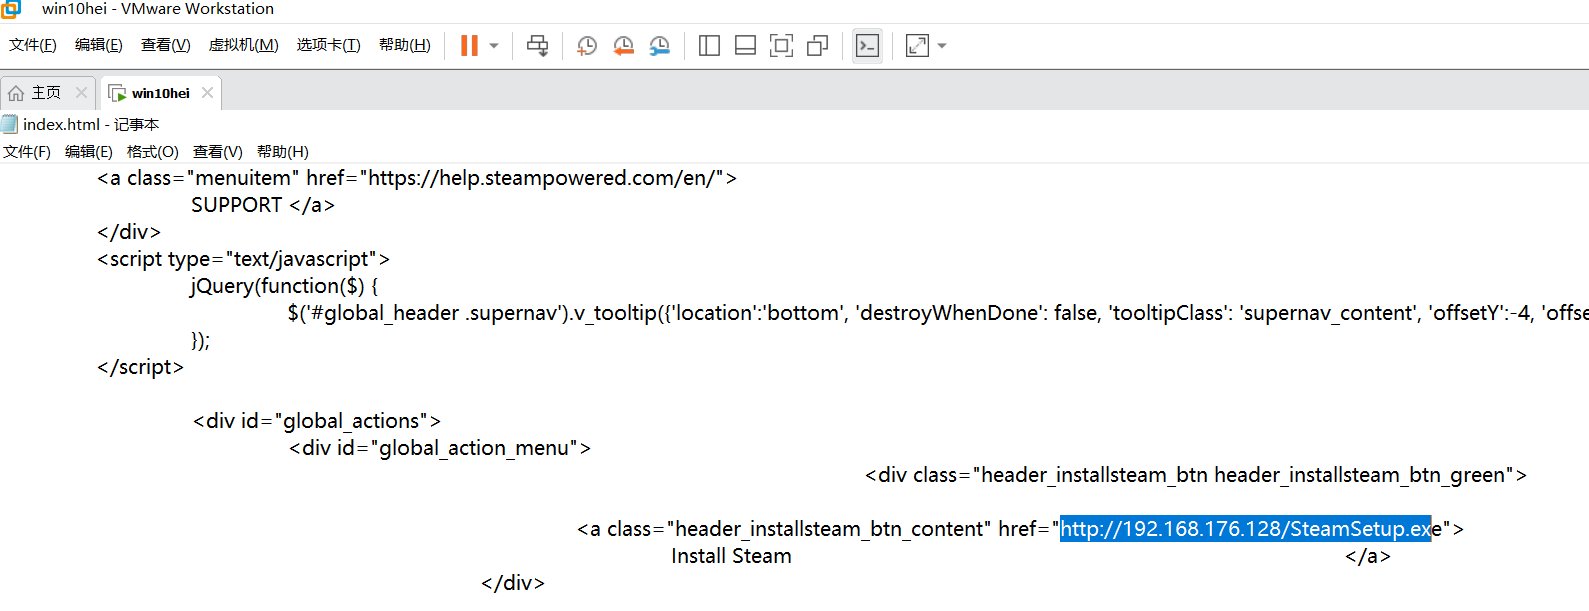 win10hei - VMware Workstation
文件(F) 编辑(E) 查看(V) 虚拟机(M) 选项卡(T) 帮助(H)
主页 win10hei
index.html - 记事本
文件(F) 编辑(E) 格式(O) 查看(V) 帮助(H)
<a class="menuitem" href="https://help.steampowered.com/en/">
SUPPORT </a>
</div>
<script type="text/javascript">
jQuery(function($) {
$('#global_header .supernav').v_tooltip({'location':'bottom', 'destroyWhenDone': false, 'tooltipClass': 'supernav_content', 'offsetY':-4, 'offse
});
</script>
<div id="global_actions">
<div id="global_action_menu">
<div class="header_installsteam_btn header_installsteam_btn_green">
<a class="header_installsteam_btn_content" href="http://192.168.176.128/SteamSetup.exe">
Install Steam </a>
</div>